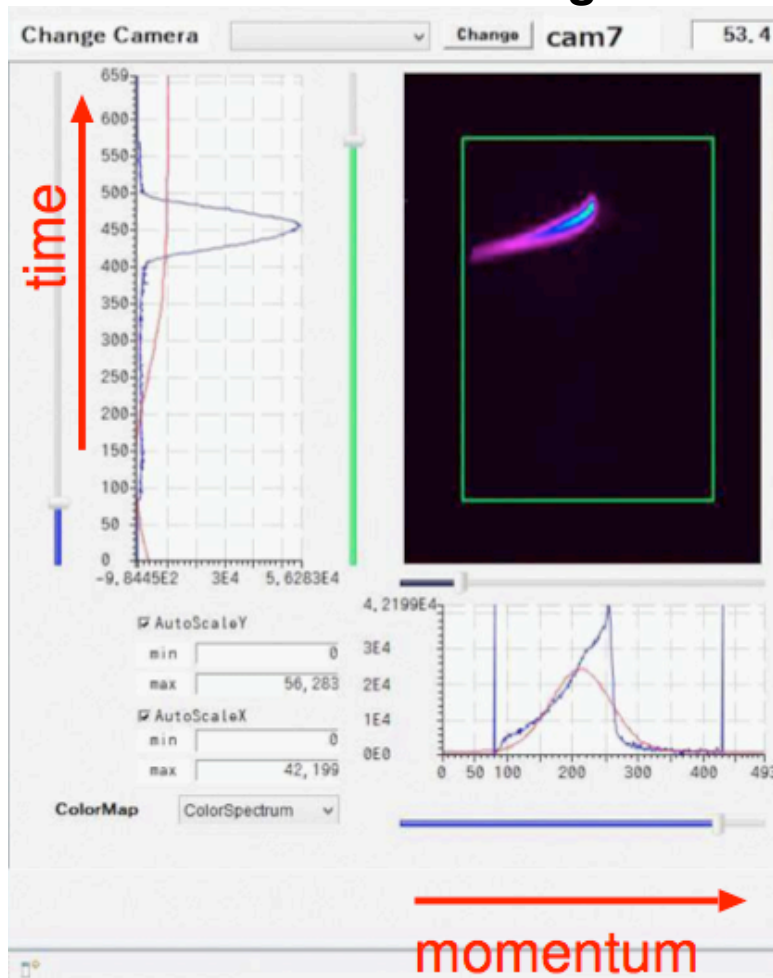 Change Camera Change cam7 53.4
time
659
600
550
500
450
400
350
300
250
200
150
100
50
0
-9,8445E2 3E4 5,6283E4
AutoScaleY
min 0
max 56,283
AutoScaleX
min 0
max 42,199
ColorMap ColorSpectrum
4,2199E4
3E4
2E4
1E4
0E0
0 50 100 200 300 400 493
momentum